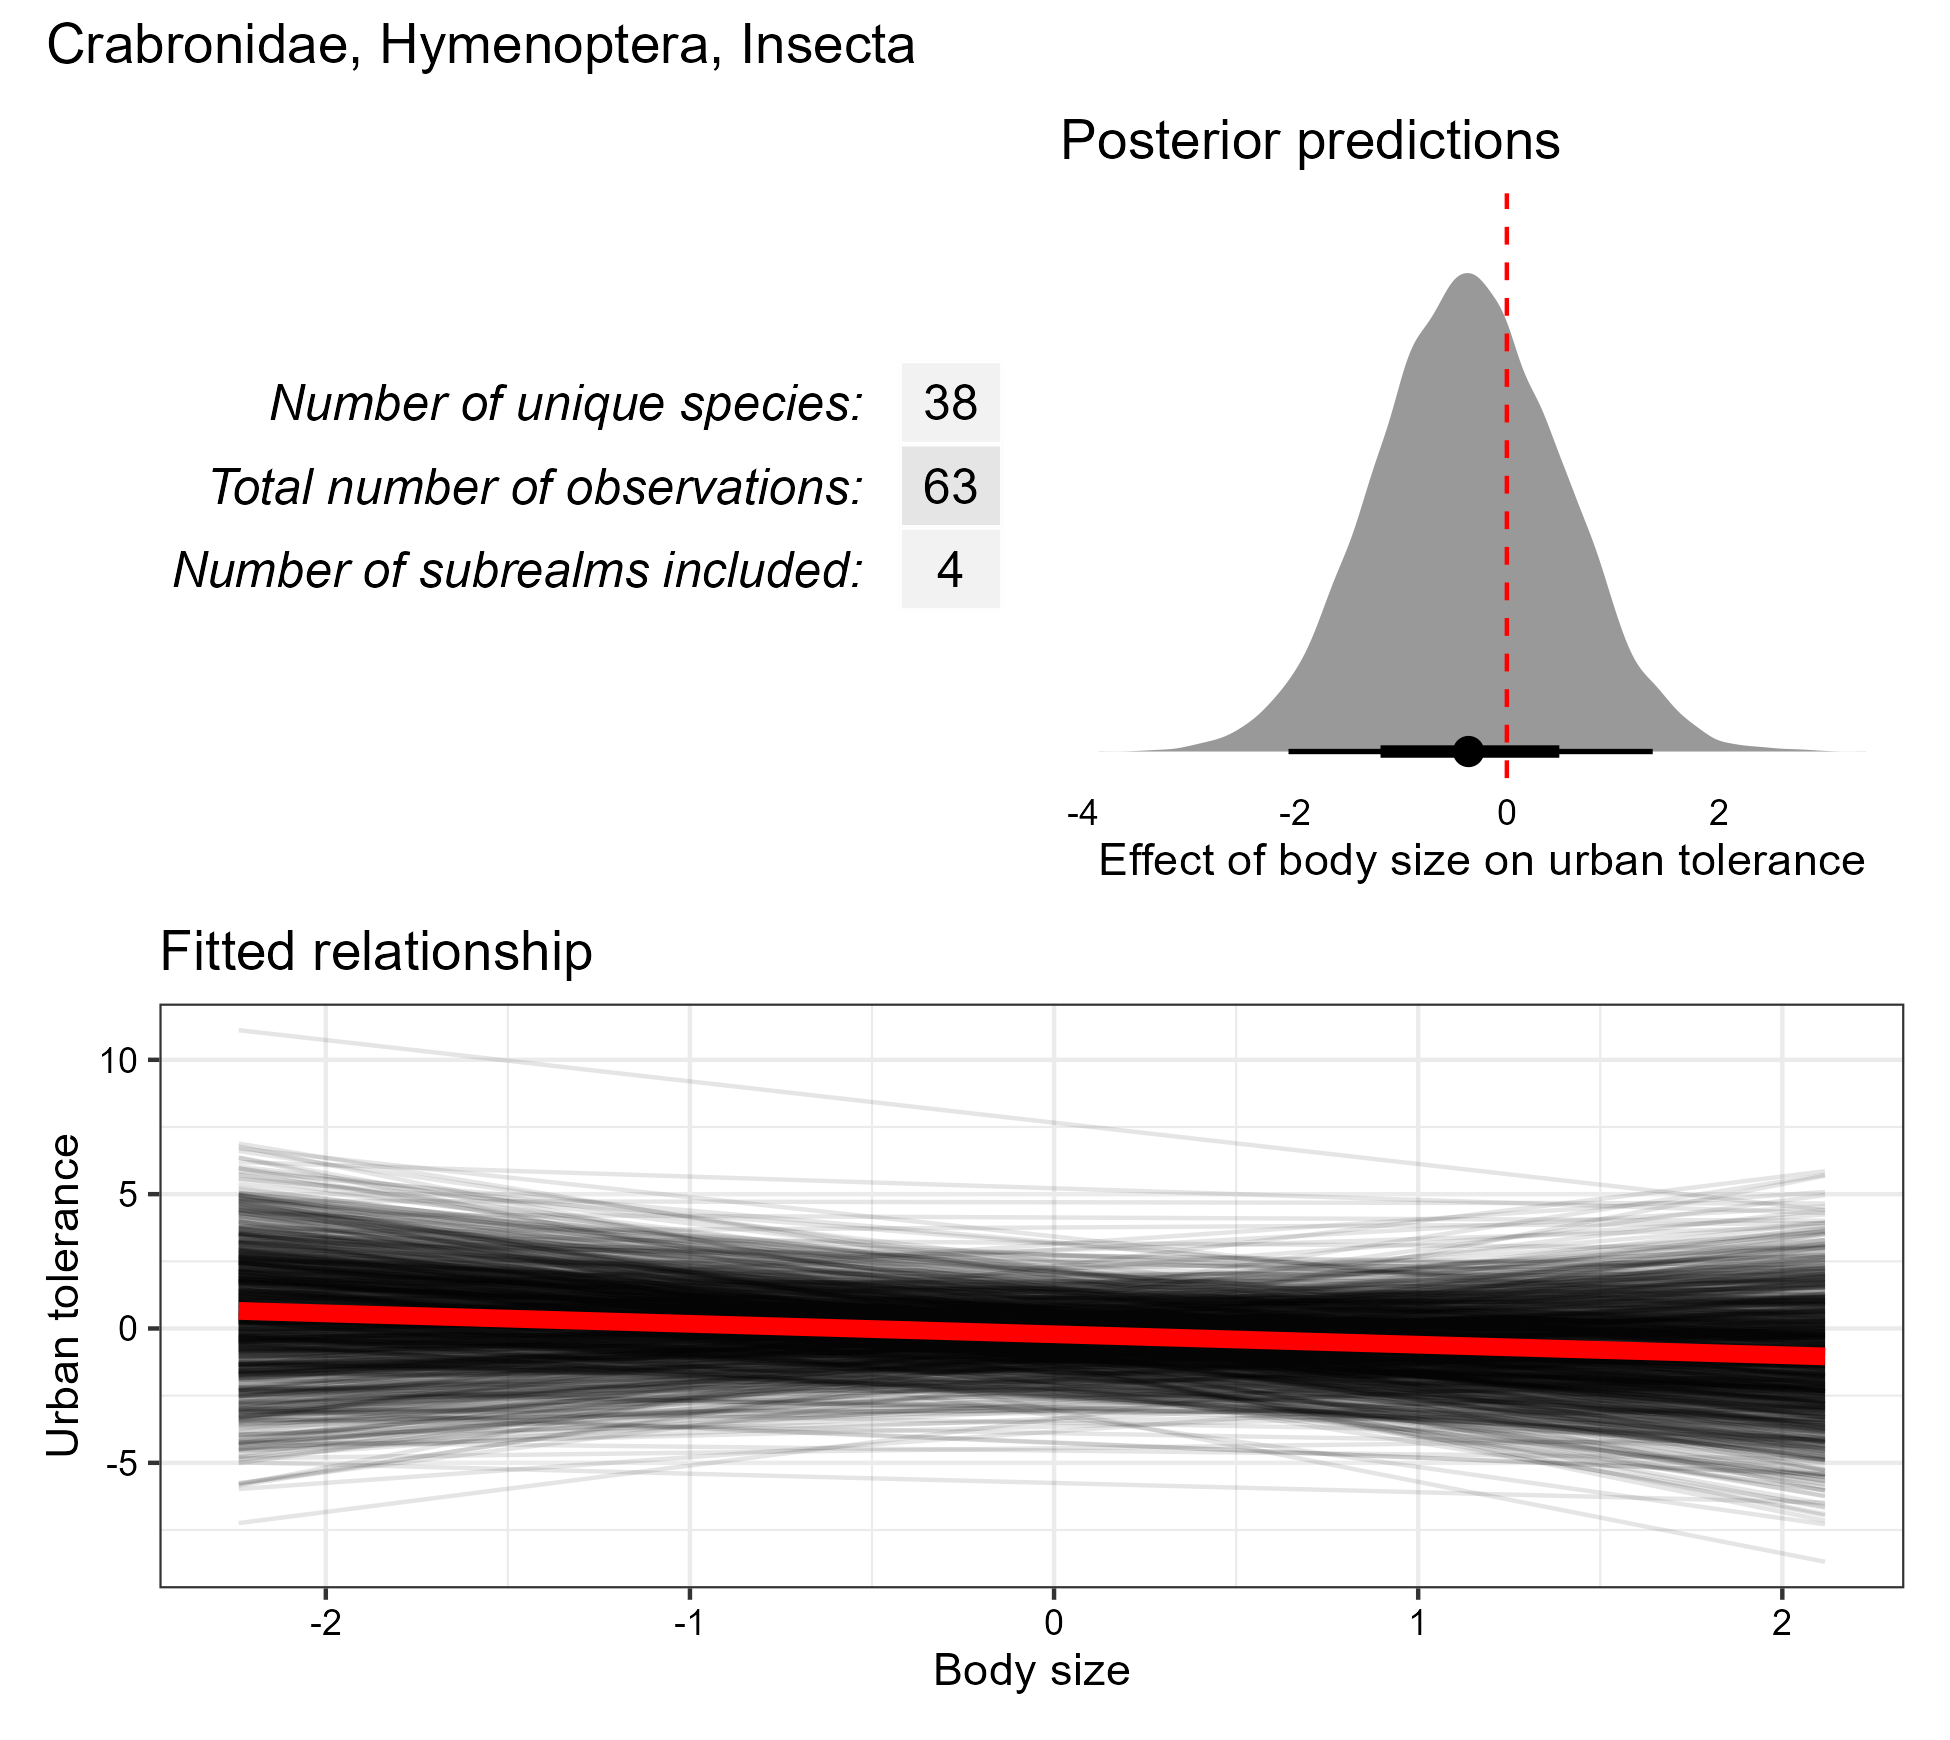 Crabronidae, Hymenoptera, Insecta
Posterior predictions
Number of unique species: 38
Total number of observations: 63
Number of subrealms included: 4
-4 -2 0 2
Effect of body size on urban tolerance
Fitted relationship
Urban tolerance
10
5
0
-5
-2 -1 0 1 2
Body size